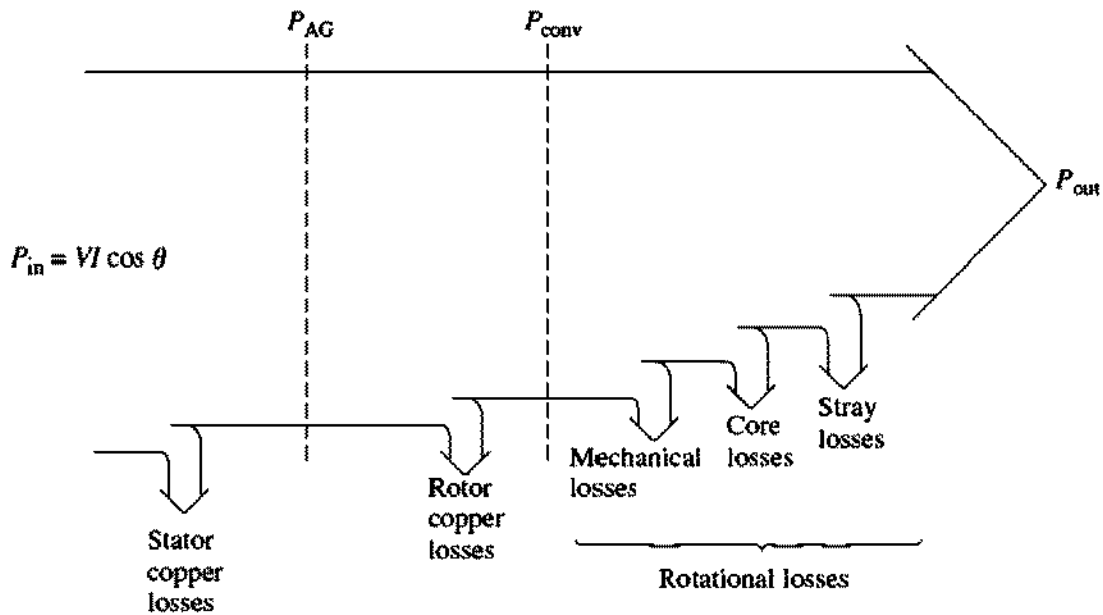 P_AG
P_conv
P_out
P_in = VI cos θ
Stator
copper
losses
Rotor
copper
losses
Mechanical
losses
Core
losses
Stray
losses
Rotational losses